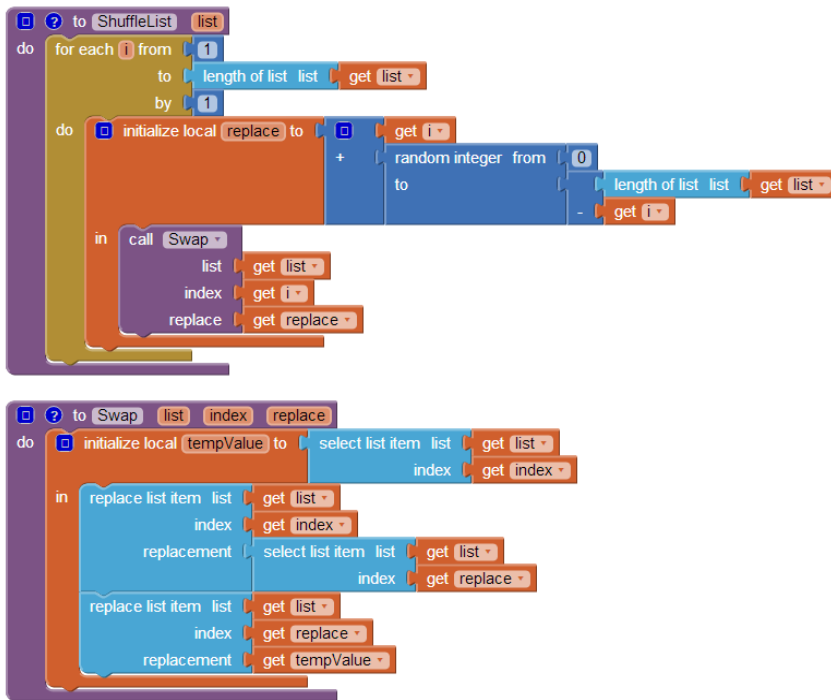 ? to ShuffleList list
do for each i from 1
to length of list list get list
by 1
do initialize local replace to get i
+ random integer from 0
to length of list list get list
- get i
in call Swap
list get list
index get i
replace get replace
? to Swap list index replace
do initialize local tempValue to select list item list get list
index get index
in replace list item list get list
index get index
replacement select list item list get list
index get replace
replace list item list get list
index get replace
replacement get tempValue